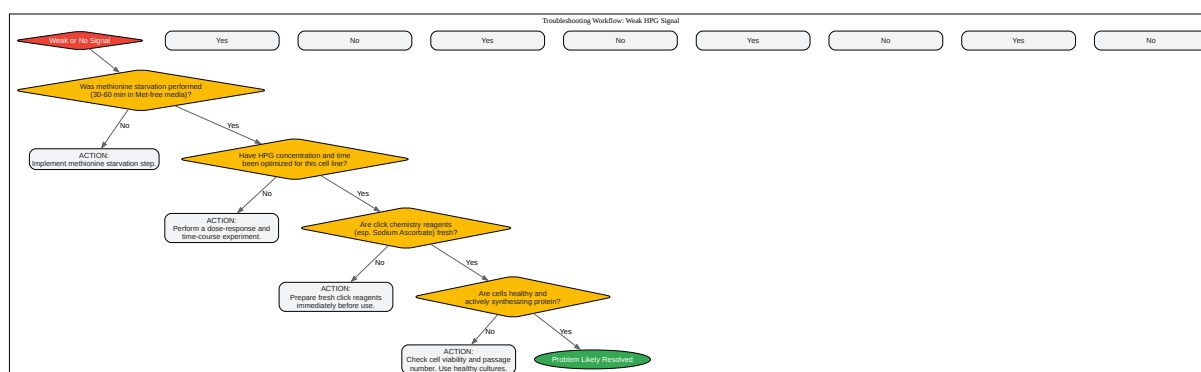 Troubleshooting Workflow: Weak HPG Signal
Weak or No Signal
Yes
No
Yes
No
Yes
No
Yes
No
Was methionine starvation performed
(30-60 min in Met-free media)?
No
Yes
ACTION:
Implement methionine starvation step.
Have HPG concentration and time
been optimized for this cell line?
No
Yes
ACTION:
Perform a dose-response and
time-course experiment.
Are click chemistry reagents
(esp. Sodium Ascorbate) fresh?
No
Yes
ACTION:
Prepare fresh click reagents
immediately before use.
Are cells healthy and
actively synthesizing protein?
No
Yes
ACTION:
Check cell viability and passage
number. Use healthy cultures.
Problem Likely Resolved